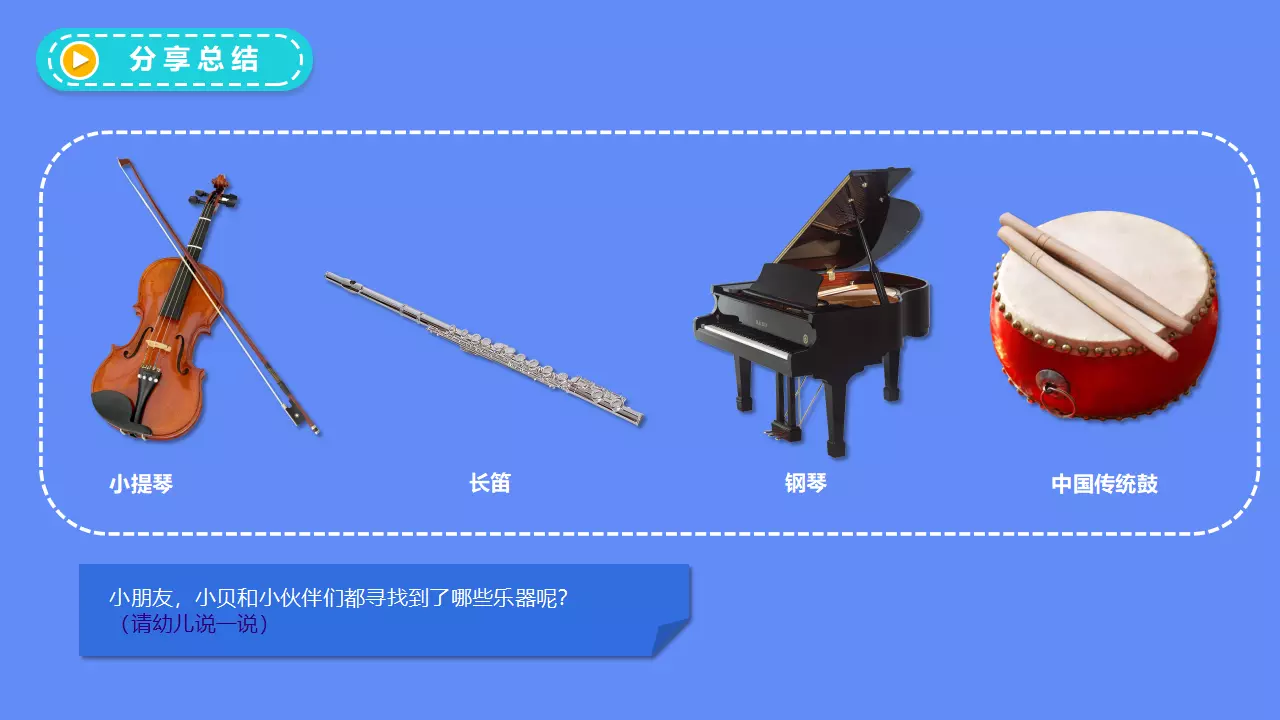 分享总结
小提琴
长笛
钢琴
中国传统鼓
小朋友，小贝和小伙伴们都寻找到了哪些乐器呢？
（请幼儿说一说）